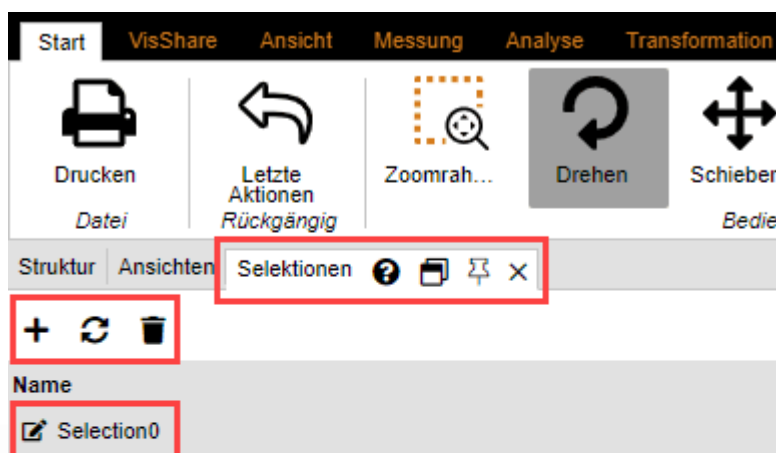 Start VisShare Ansicht Messung Analyse Transformation
Drucken Letzte Aktionen Zoomrah... Drehen Schieben
Datei Rückgängig
Struktur Ansichten Selektionen
Name
Selection0